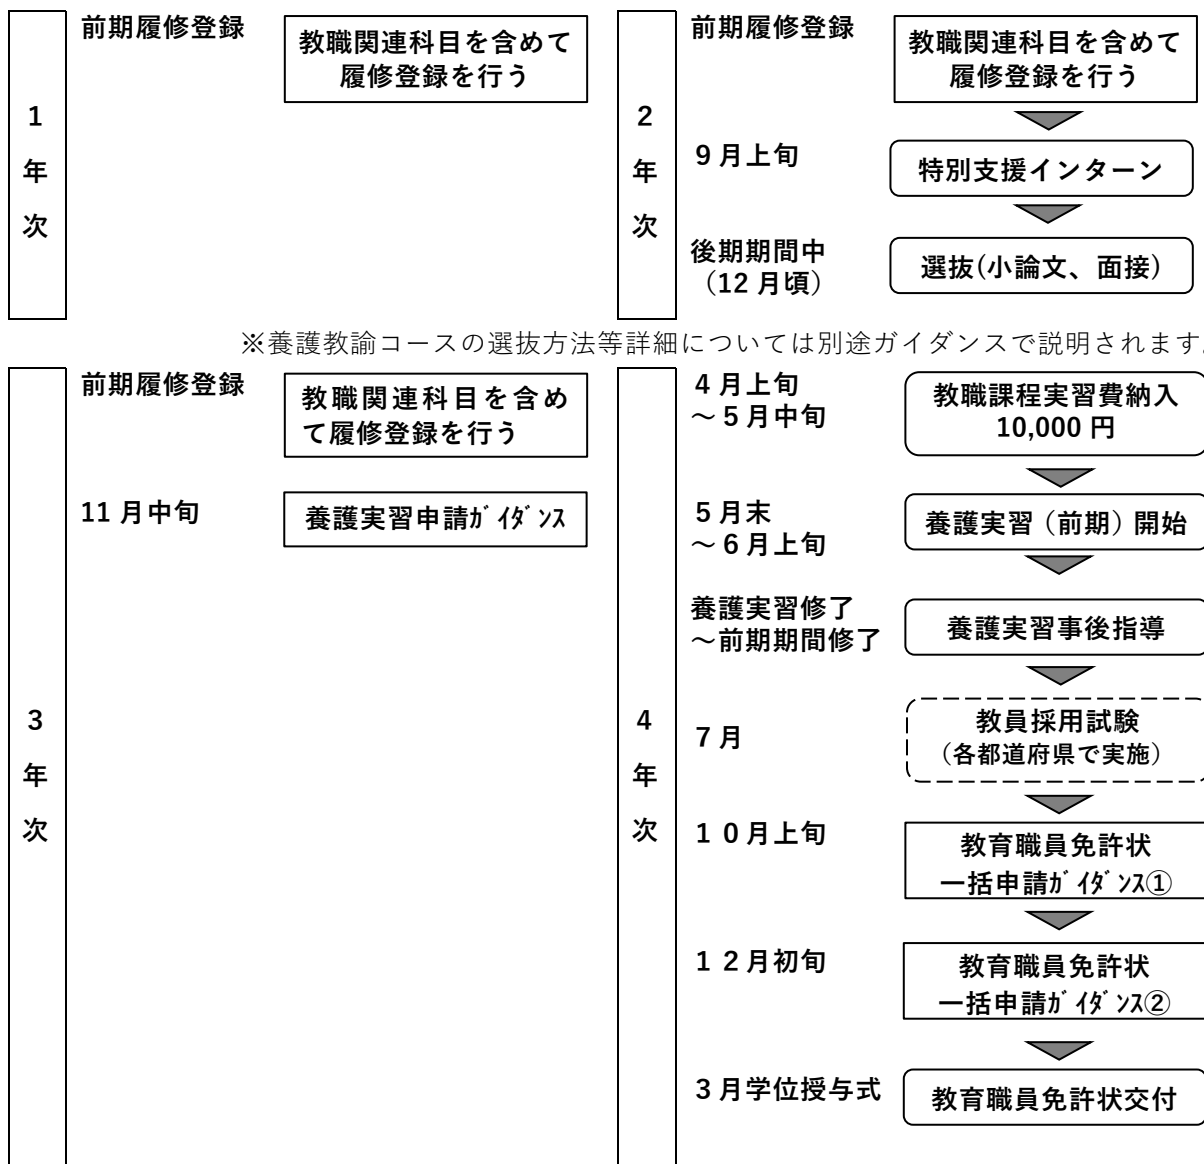 1
年
次
前期履修登録
教職関連科目を含めて
履修登録を行う
2
年
次
前期履修登録
教職関連科目を含めて
履修登録を行う
9月上旬
特別支援インターン
後期期間中
(12月頃)
選抜(小論文、面接)
※養護教諭コースの選抜方法等詳細については別途ガイダンスで説明されます。
3
年
次
前期履修登録
教職関連科目を含め
て履修登録を行う
11月中旬
養護実習申請ガイダンス
4
年
次
4月上旬
~5月中旬
教職課程実習費納入
10,000円
5月末
~6月上旬
養護実習(前期)開始
養護実習修了
~前期期間修了
養護実習事後指導
7月
教員採用試験
(各都道府県で実施)
10月上旬
教育職員免許状
一括申請ガイダンス①
12月初旬
教育職員免許状
一括申請ガイダンス②
3月学位授与式
教育職員免許状交付